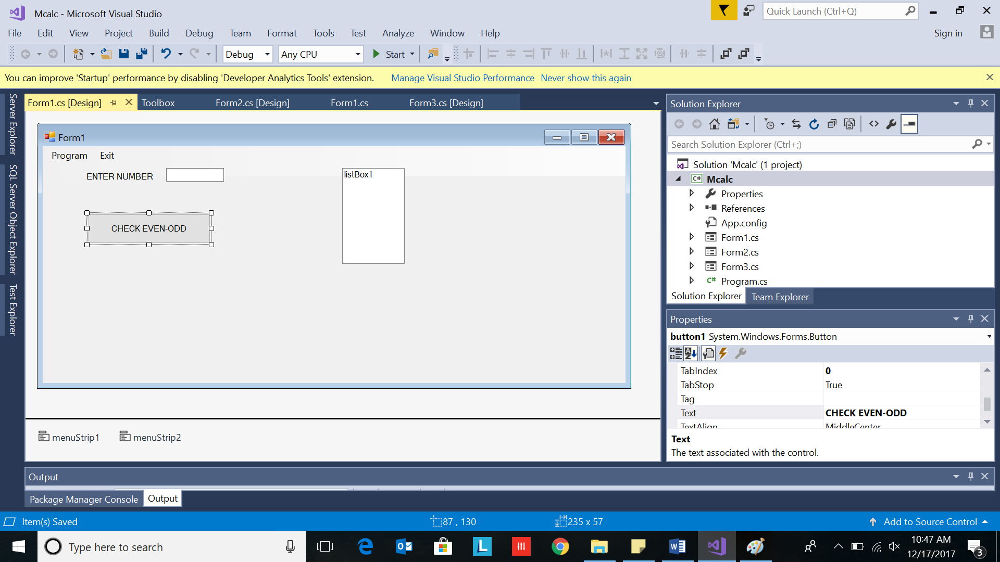 Mcalc - Microsoft Visual Studio
Quick Launch (Ctrl+Q)
File Edit View Project Build Debug Team Format Tools Test Analyze Window Help
Sign in
Debug Any CPU Start
You can improve 'Startup' performance by disabling 'Developer Analytics Tools' extension. Manage Visual Studio Performance Never show this again
Server Explorer
SQL Server Object Explorer
Test Explorer
Form1.cs [Design] Toolbox Form2.cs [Design] Form1.cs Form3.cs [Design]
Form1
Program Exit
ENTER NUMBER
listBox1
CHECK EVEN-ODD
menuStrip1 menuStrip2
Solution Explorer
Search Solution Explorer (Ctrl+;)
Solution 'Mcalc' (1 project)
C# Mcalc
Properties
References
App.config
Form1.cs
Form2.cs
Form3.cs
C# Program.cs
Solution Explorer Team Explorer
Properties
button1 System.Windows.Forms.Button
TabIndex 0
TabStop True
Tag
Text CHECK EVEN-ODD
TextAlign MiddleCenter
Text
The text associated with the control.
Output
Package Manager Console Output
Item(s) Saved 87 , 130 235 x 57 Add to Source Control
Type here to search
10:47 AM
12/17/2017
3